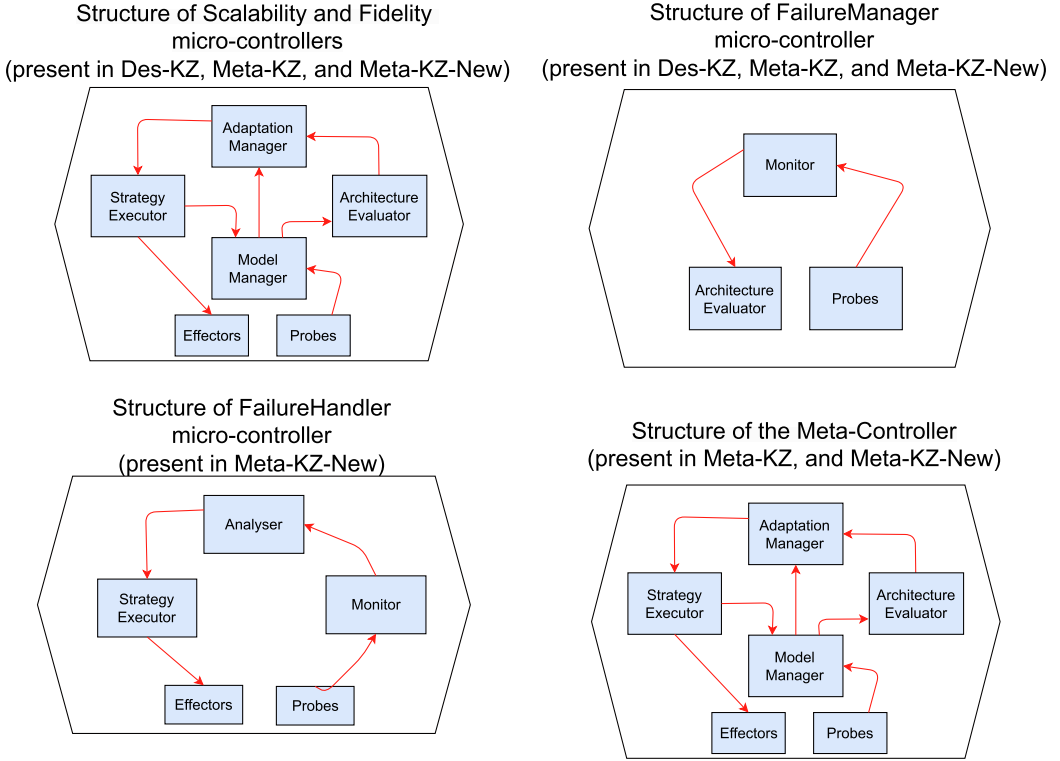 Structure of Scalability and Fidelity
micro-controllers
(present in Des-KZ, Meta-KZ, and Meta-KZ-New)
Adaptation
Manager
Strategy
Executor
Architecture
Evaluator
Model
Manager
Effectors
Probes
Structure of FailureManager
micro-controller
(present in Des-KZ, Meta-KZ, and Meta-KZ-New)
Monitor
Architecture
Evaluator
Probes
Structure of FailureHandler
micro-controller
(present in Meta-KZ-New)
Analyser
Strategy
Executor
Monitor
Effectors
Probes
Structure of the Meta-Controller
(present in Meta-KZ, and Meta-KZ-New)
Adaptation
Manager
Strategy
Executor
Architecture
Evaluator
Model
Manager
Effectors
Probes